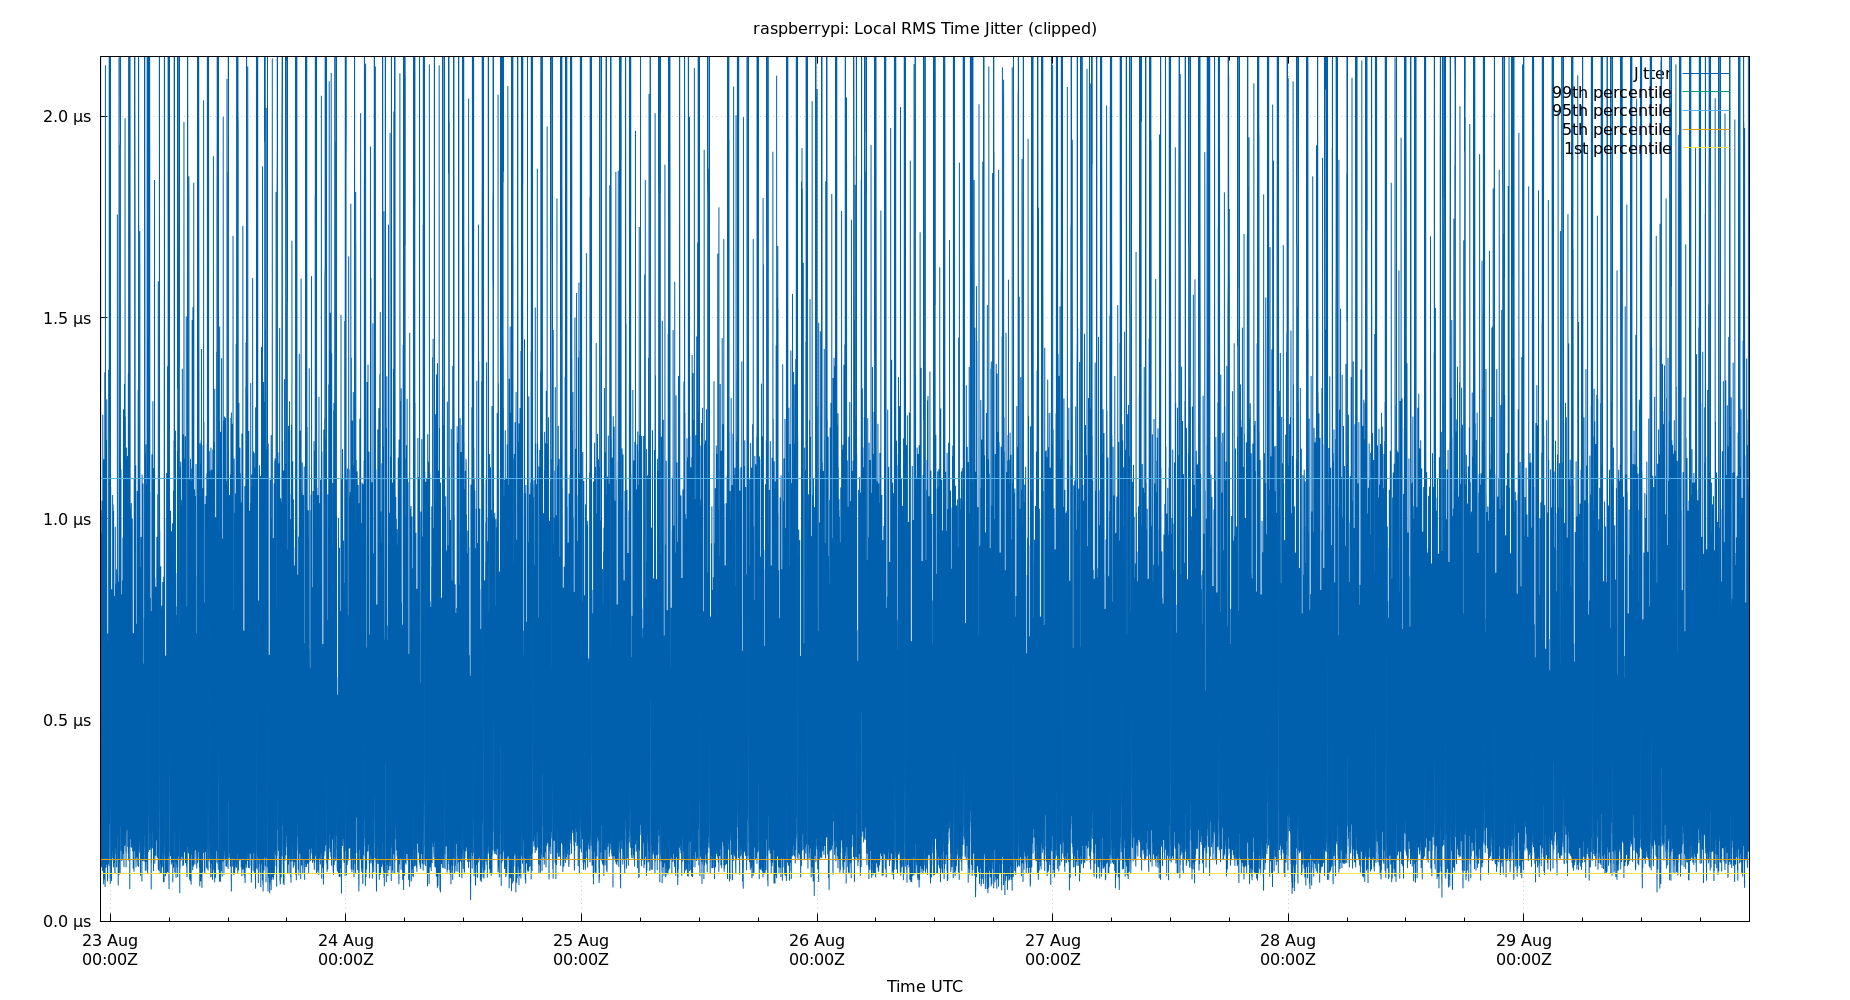 raspberrypi: Local RMS Time Jitter (clipped)
Jitter
99th percentile
95th percentile
5th percentile
1st percentile
2.0 µs
1.5 µs
1.0 µs
0.5 µs
0.0 µs
23 Aug 24 Aug 25 Aug 26 Aug 27 Aug 28 Aug 29 Aug
00:00Z 00:00Z 00:00Z 00:00Z 00:00Z 00:00Z 00:00Z
Time UTC